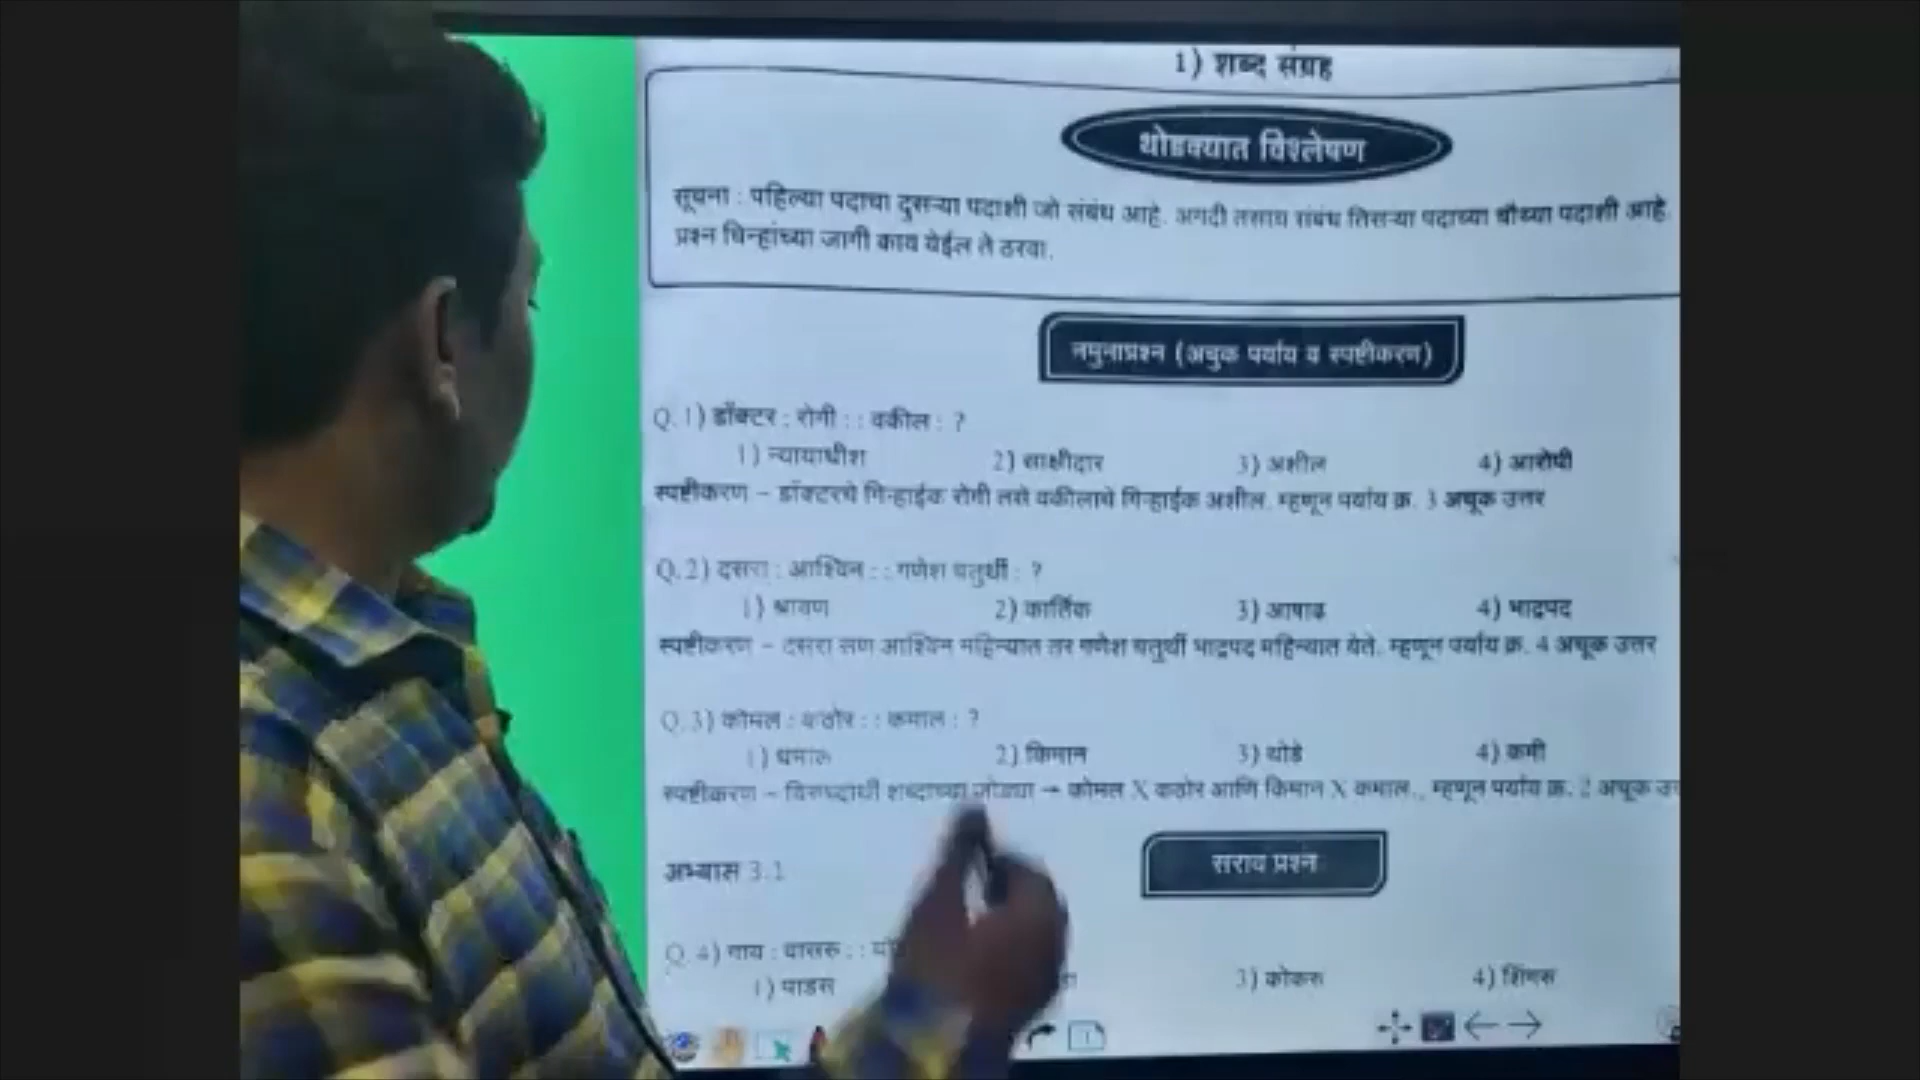 1) शब्द संग्रह
थोडक्यात विश्लेषण
सूचना : पहिल्या पदाचा दुसऱ्या पदाशी जो संबंध आहे. अगदी तसाच संबंध तिसऱ्या पदाच्या चौथ्या पदाशी आहे.
प्रश्न चिन्हांच्या जागी काय येईल ते ठरवा.
नमुनाप्रश्न (अचुक पर्याय व स्पष्टीकरण)
Q.1) डॉक्टर : रोगी : : वकील : ?
1) न्यायाधीश 2) साक्षीदार 3) अशील 4) आरोपी
स्पष्टीकरण – डॉक्टरचे गिऱ्हाईक रोगी तसे वकीलाचे गिऱ्हाईक अशील. म्हणून पर्याय क्र. 3 अचूक उत्तर
Q.2) दसरा : आश्विन : : गणेश चतुर्थी : ?
1) श्रावण 2) कार्तिक 3) आषाढ 4) भाद्रपद
स्पष्टीकरण – दसरा सण आश्विन महिन्यात तर गणेश चतुर्थी भाद्रपद महिन्यात येते. म्हणून पर्याय क्र. 4 अचूक उत्तर
Q.3) कोमल : कठोर : : कमाल : ?
1) धमाल 2) किमान 3) थोडे 4) कमी
स्पष्टीकरण – विरुध्दार्थी शब्दाच्या जोड्या → कोमल X कठोर आणि किमान X कमाल., म्हणून पर्याय क्र. 2 अचूक
सराव प्रश्न
अभ्यास 3.1
Q.4) गाय : वासरु : :
1) पाडस 3) कोकरु 4) शिंगरु